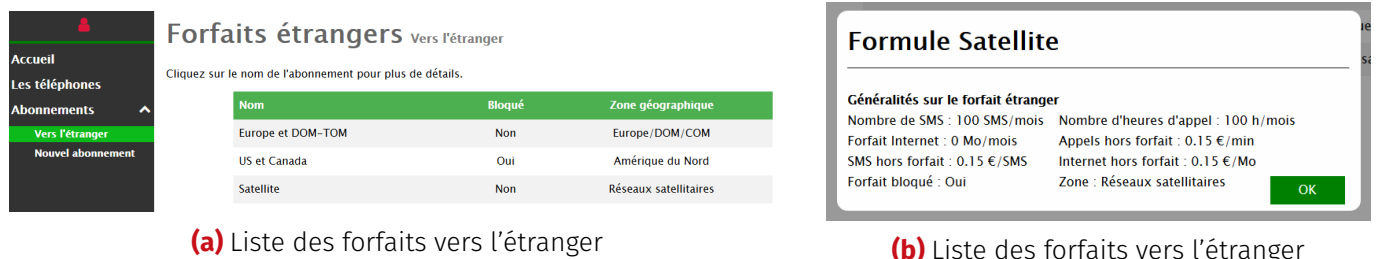 Forfaits étrangers Vers l'étranger
Accueil
Les téléphones
Abonnements
Vers l'étranger
Nouvel abonnement
Cliquez sur le nom de l'abonnement pour plus de détails.
Nom Bloqué Zone géographique
Europe et DOM-TOM Non Europe/DOM/COM
US et Canada Oui Amérique du Nord
Satellite Non Réseaux satellitaires
(a) Liste des forfaits vers l'étranger
Formule Satellite
Généralités sur le forfait étranger
Nombre de SMS : 100 SMS/mois Nombre d'heures d'appel : 100 h/mois
Forfait Internet : 0 Mo/mois Appels hors forfait : 0.15 €/min
SMS hors forfait : 0.15 €/SMS Internet hors forfait : 0.15 €/Mo
Forfait bloqué : Oui Zone : Réseaux satellitaires
OK
(b) Liste des forfaits vers l'étranger